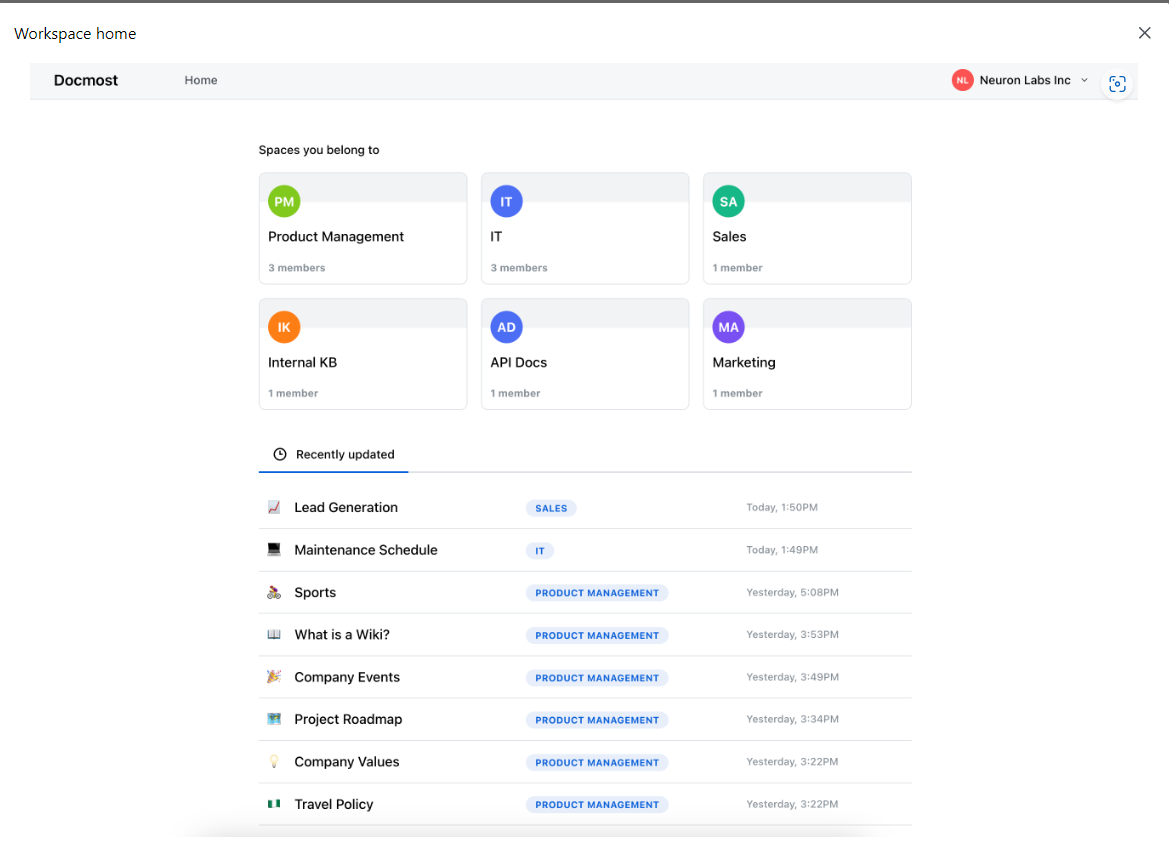 Workspace home
Docmost Home NL Neuron Labs Inc
Spaces you belong to
PM IT SA
Product Management IT Sales
3 members 3 members 1 member
IK AD MA
Internal KB API Docs Marketing
1 member 1 member 1 member
Recently updated
Lead Generation SALES Today, 1:50PM
Maintenance Schedule IT Today, 1:49PM
Sports PRODUCT MANAGEMENT Yesterday, 5:08PM
What is a Wiki? PRODUCT MANAGEMENT Yesterday, 3:53PM
Company Events PRODUCT MANAGEMENT Yesterday, 3:49PM
Project Roadmap PRODUCT MANAGEMENT Yesterday, 3:34PM
Company Values PRODUCT MANAGEMENT Yesterday, 3:22PM
Travel Policy PRODUCT MANAGEMENT Yesterday, 3:22PM